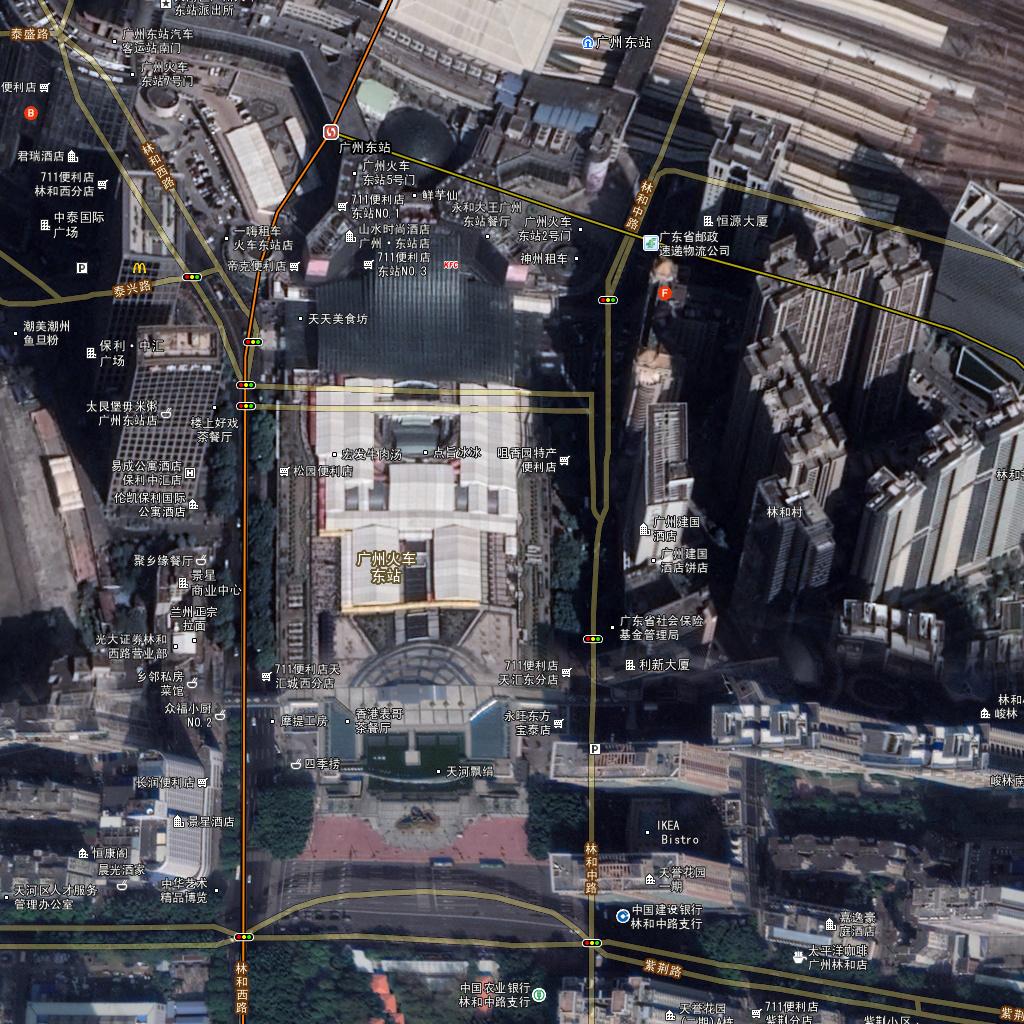 东站派出所
泰盛路
广州东站汽车
客运站南门
广州火车
东站7号门
广州东站
便利店
B
君瑞酒店
711便利店
林和西分店
中泰国际
广场
P
泰兴路
潮美潮州
鱼旦粉
保利·中汇
广场
林和西路
广州东站
广州火车
东站5号门
鲜芋仙
711便利店
东站NO.1
永和大王广州
东站餐厅
广州火车
东站2号门
山水时尚酒店
广州·东站店
711便利店
东站NO 3
KFC
神州租车
一嗨租车
火车东站店
帝克便利店
天天美食坊
林和中路
恒源大厦
广东省邮政
速递物流公司
F
太艮堡毋米粥
广州东站店
楼上好戏
茶餐厅
易成公寓酒店
保利中汇店
伦凯保利国际
公寓酒店
宏发牛肉汤
点旨冰冰
咀香园特产
便利店
松园便利店
广州火车
东站
广州建国
酒店
广州建国
酒店饼店
林和村
聚乡缘餐厅
景星
商业中心
兰州正宗
拉面
光大证券林和
西路营业部
乡邻私房
菜馆
众福小厨
NO.2
广东省社会保险
基金管理局
利新大厦
711便利店天
汇城西分店
711便利店
天汇东分店
摩提工房
香港表哥
茶餐厅
永旺东方
宝泰店
四季捞
天河飘绢
P
林和
峻林
峻林南
长润便利店
景星酒店
恒康阁
晨光酒家
天河区人才服务
管理办公室
中华艺术
精品博览
IKEA
Bistro
林和中路
天誉花园
一期
中国建设银行
林和中路支行
嘉逸豪
庭酒店
太平洋咖啡
广州林和店
紫荆路
林和西路
中国农业银行
林和中路支行
天誉花园
(二期)A栋
711便利店
紫荆分店
紫荆小区
紫荆